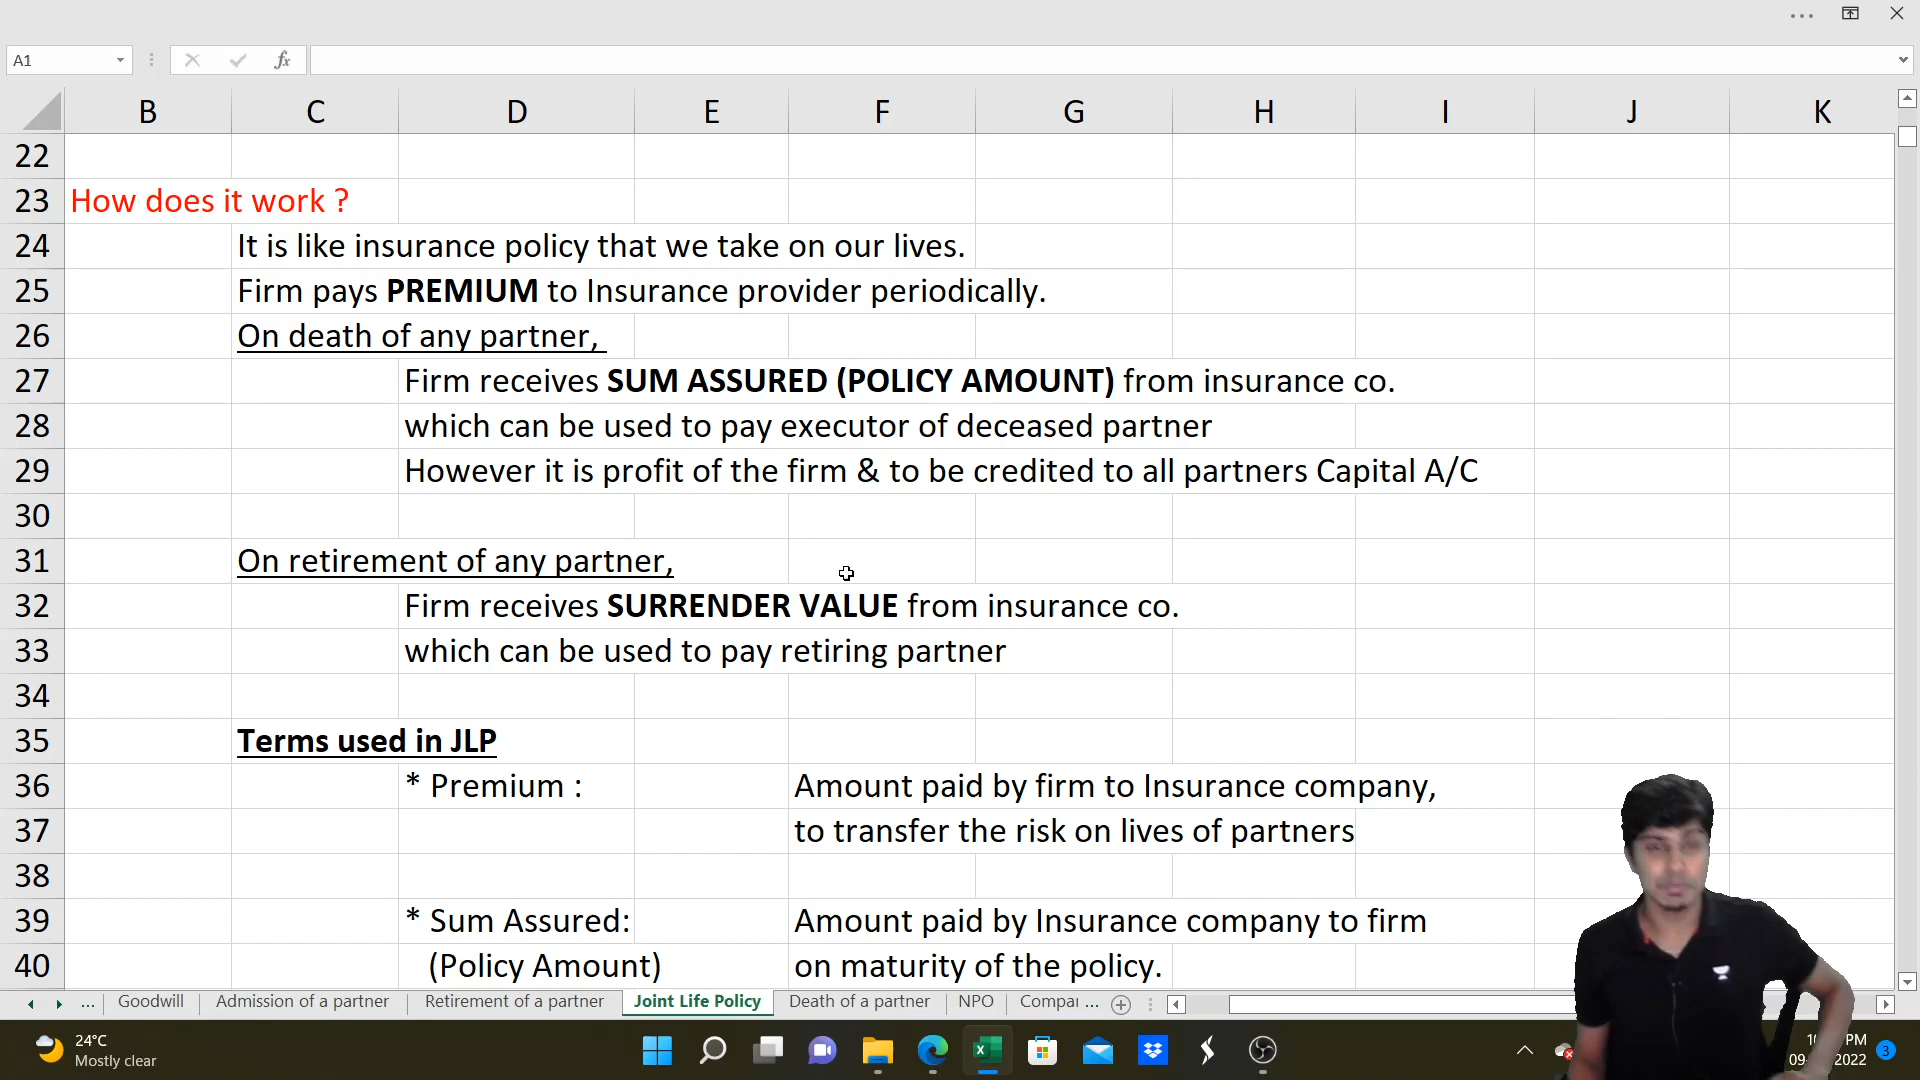 A1
fx
B C D E F G H I J K
22
23 How does it work ?
24 It is like insurance policy that we take on our lives.
25 Firm pays PREMIUM to Insurance provider periodically.
26 On death of any partner,
27 Firm receives SUM ASSURED (POLICY AMOUNT) from insurance co.
28 which can be used to pay executor of deceased partner
29 However it is profit of the firm & to be credited to all partners Capital A/C
30
31 On retirement of any partner,
32 Firm receives SURRENDER VALUE from insurance co.
33 which can be used to pay retiring partner
34
35 Terms used in JLP
36 * Premium : Amount paid by firm to Insurance company,
37 to transfer the risk on lives of partners
38
39 * Sum Assured: Amount paid by Insurance company to firm
40 (Policy Amount) on maturity of the policy.
... Goodwill Admission of a partner Retirement of a partner Joint Life Policy Death of a partner NPO Compai ...
24°C
Mostly clear
PM
2022
3